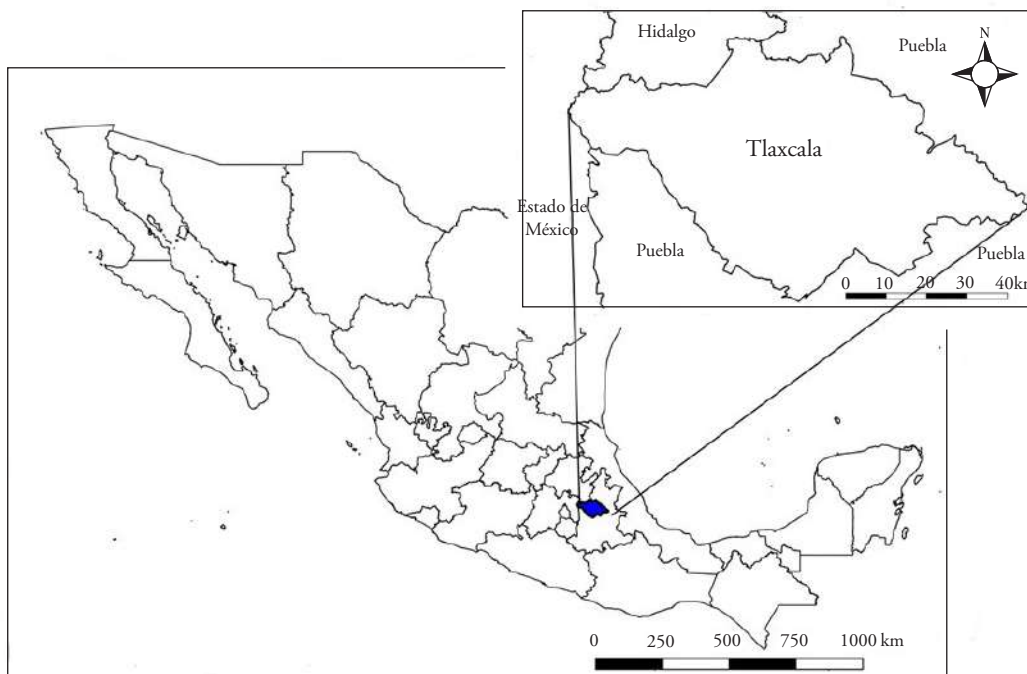 Hidalgo
Puebla
N
Tlaxcala
Estado de
México
Puebla
Puebla
0 10 20 30 40km
0 250 500 750 1000 km